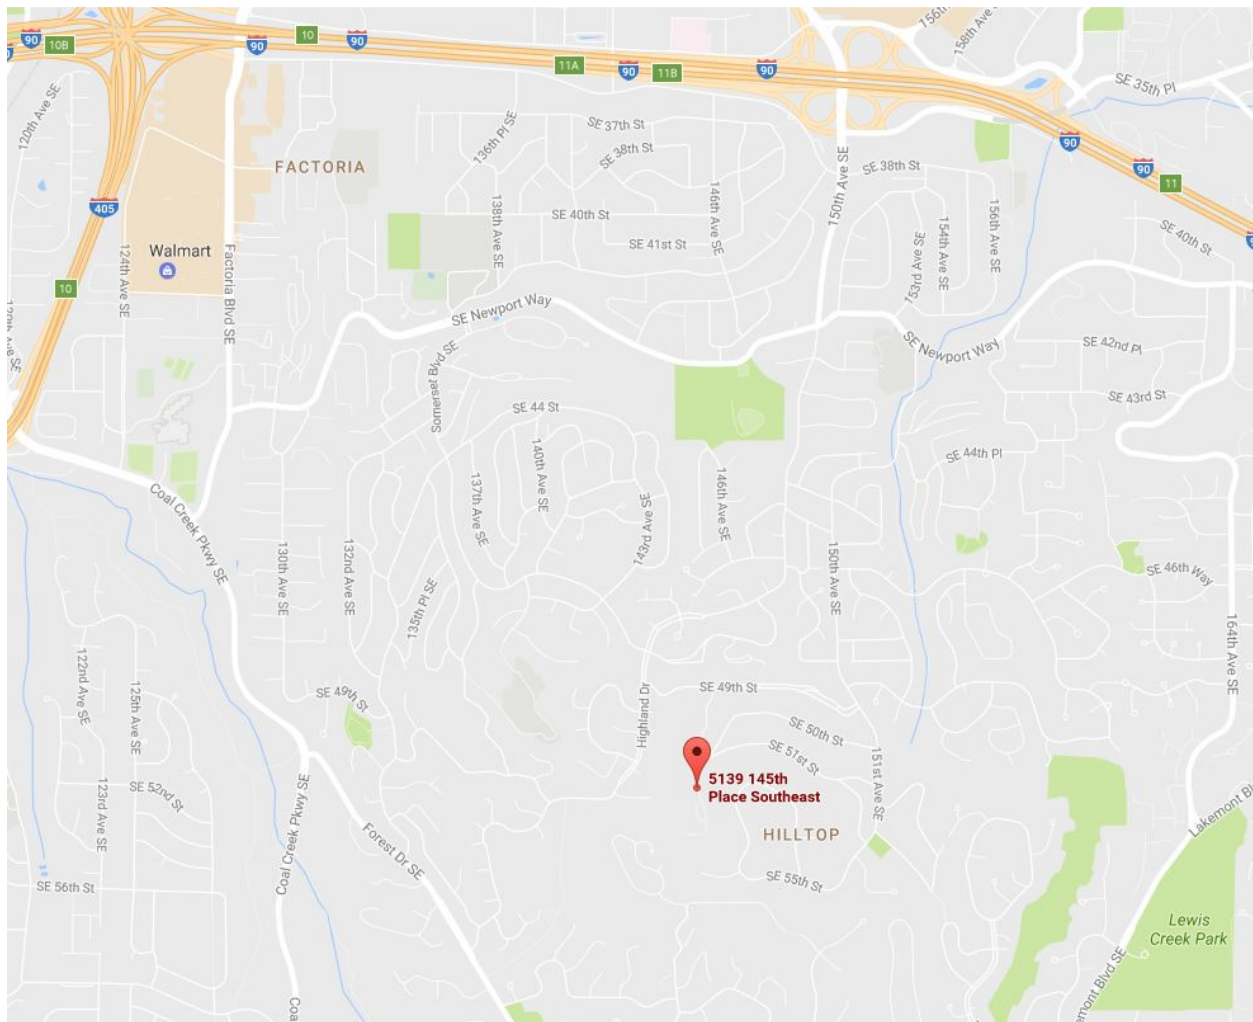 156th
158th Ave SE
90
10B
90
10
90
11A
90
11B
90
SE 35th Pl
120th Ave SE
136th Pl SE
SE 37th St
SE 38th St
90
FACTORIA
SE 38th St
90
11
405
138th Ave SE
146th Ave SE
150th Ave SE
SE 40th St
156th Ave SE
154th Ave SE
SE 40th St
Walmart
124th Ave SE
Factoria Blvd SE
SE 41st St
153rd Ave SE
10
SE Newport Way
SE Newport Way
SE 42nd Pl
Somerset Blvd SE
SE 43rd St
SE 44 St
140th Ave SE
SE 44th Pl
137th Ave SE
146th Ave SE
143rd Ave SE
Coal Creek Pkwy SE
130th Ave SE
132nd Ave SE
135th Pl SE
150th Ave SE
SE 46th Way
164th Ave SE
122nd Ave SE
125th Ave SE
SE 49th St
Highland Dr
SE 49th St
SE 50th St
SE 51st St
151st Ave SE
5139 145th
Place Southeast
123rd Ave SE
SE 52nd St
Coal Creek Pkwy SE
Forest Dr SE
HILLTOP
Lakemont Bl
SE 56th St
SE 55th St
Lewis
Creek Park
mont Blvd SE
Coa